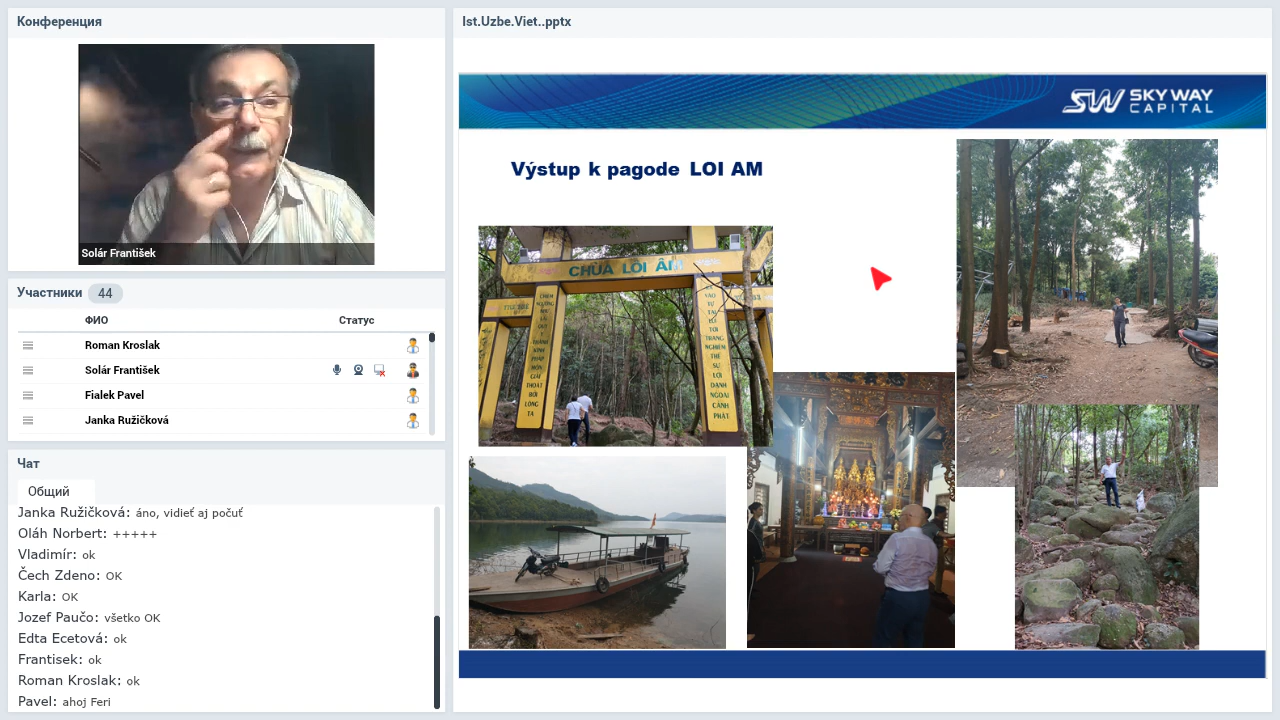 Конференция
Solár František
Участники 44
ФИО Статус
Roman Kroslak
Solár František
Fialek Pavel
Janka Ružičková
Чат
Общий
Janka Ružičková: áno, vidieť aj počuť
Oláh Norbert: +++++
Vladimír: ok
Čech Zdeno: OK
Karla: OK
Jozef Paučo: všetko OK
Edta Ecetová: ok
Frantisek: ok
Roman Kroslak: ok
Pavel: ahoj Feri
Ist.Uzbe.Viet..pptx
SW SKY WAY
CAPITAL
Výstup k pagode LOI AM
CHÙA LÔI ÂM